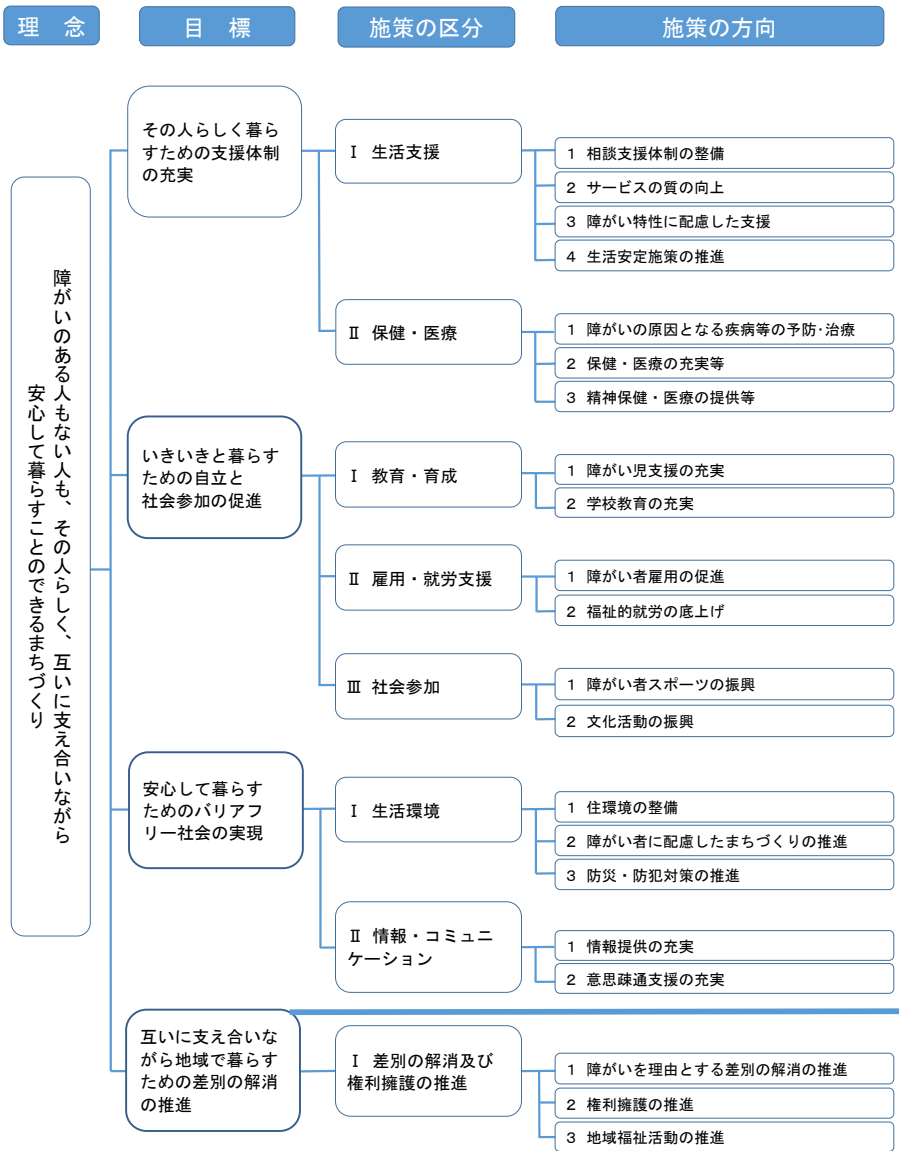 理　念
目　標
施策の区分
施策の方向
障がいのある人もない人も、その人らしく、互いに支え合いながら
安心して暮らすことのできるまちづくり
その人らしく暮ら
すための支援体制
の充実
Ⅰ 生活支援
1 相談支援体制の整備
2 サービスの質の向上
3 障がい特性に配慮した支援
4 生活安定施策の推進
Ⅱ 保健・医療
1 障がいの原因となる疾病等の予防・治療
2 保健・医療の充実等
3 精神保健・医療の提供等
いきいきと暮らす
ための自立と
社会参加の促進
Ⅰ 教育・育成
1 障がい児支援の充実
2 学校教育の充実
Ⅱ 雇用・就労支援
1 障がい者雇用の促進
2 福祉的就労の底上げ
Ⅲ 社会参加
1 障がい者スポーツの振興
2 文化活動の振興
安心して暮らす
ためのバリアフ
リー社会の実現
Ⅰ 生活環境
1 住環境の整備
2 障がい者に配慮したまちづくりの推進
3 防災・防犯対策の推進
Ⅱ 情報・コミュニ
ケーション
1 情報提供の充実
2 意思疎通支援の充実
互いに支え合いな
がら地域で暮らす
ための差別の解消
の推進
Ⅰ 差別の解消及び
権利擁護の推進
1 障がいを理由とする差別の解消の推進
2 権利擁護の推進
3 地域福祉活動の推進